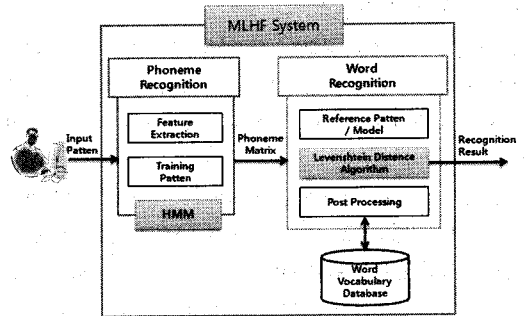 MLHF System
Phoneme
Recognition
Feature
Extraction
Training
Patten
HMM
Input
Patten
Phoneme
Matrix
Word
Recognition
Reference Patten
/ Model
Levenshtein Distence
Algorithm
Post Processing
Word
Vocabulary
Database
Recognition
Result